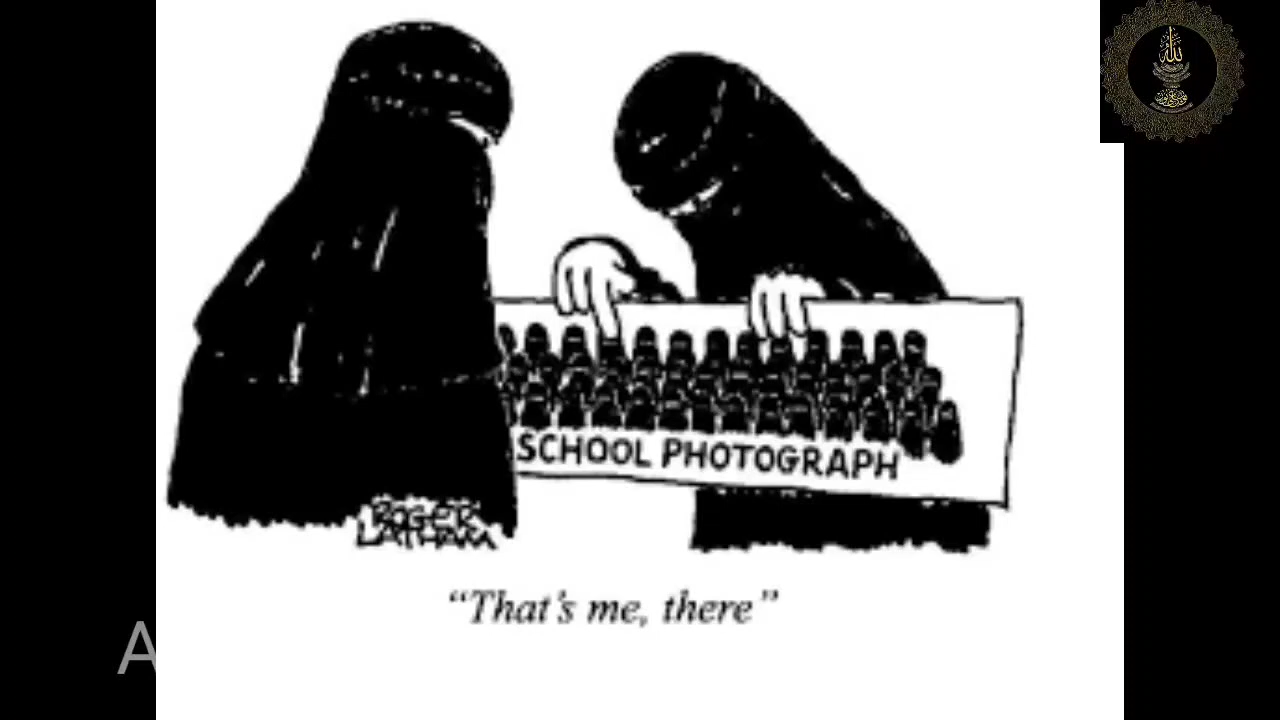 SCHOOL PHOTOGRAPH
ROGER
LATHAM
“That’s me, there”
A